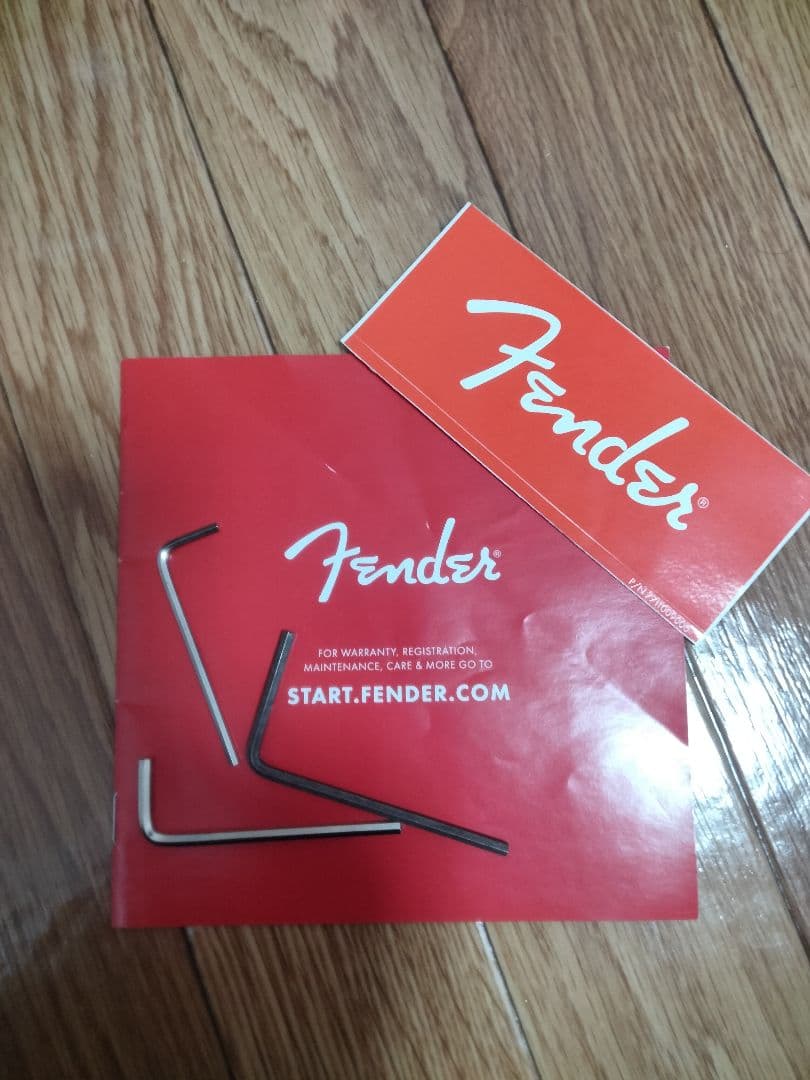 Fender®
Fender®
FOR WARRANTY, REGISTRATION,
MAINTENANCE, CARE & MORE GO TO
START.FENDER.COM
P/N